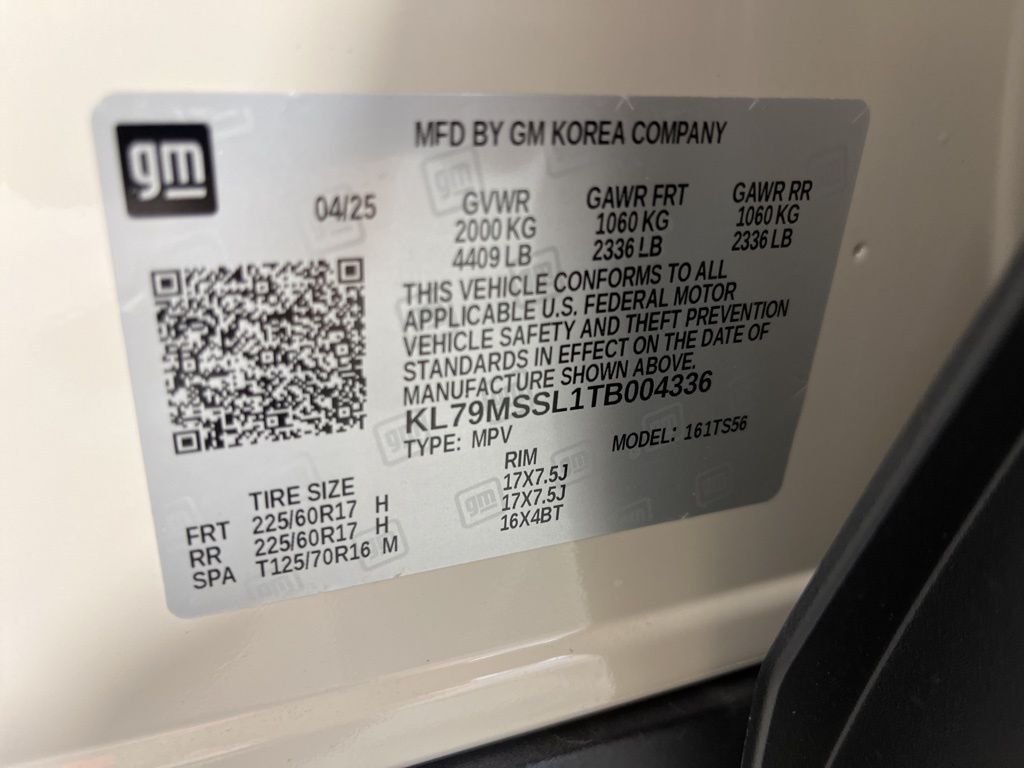 gm
MFD BY GM KOREA COMPANY
04/25
GVWR GAWR FRT GAWR RR
2000 KG 1060 KG 1060 KG
4409 LB 2336 LB 2336 LB
THIS VEHICLE CONFORMS TO ALL
APPLICABLE U.S. FEDERAL MOTOR
VEHICLE SAFETY AND THEFT PREVENTION
STANDARDS IN EFFECT ON THE DATE OF
MANUFACTURE SHOWN ABOVE.
KL79MSSL1TB004336
TYPE: MPV MODEL: 161TS56
TIRE SIZE RIM
FRT 225/60R17 H 17X7.5J
RR 225/60R17 H 17X7.5J
SPA T125/70R16 M 16X4BT